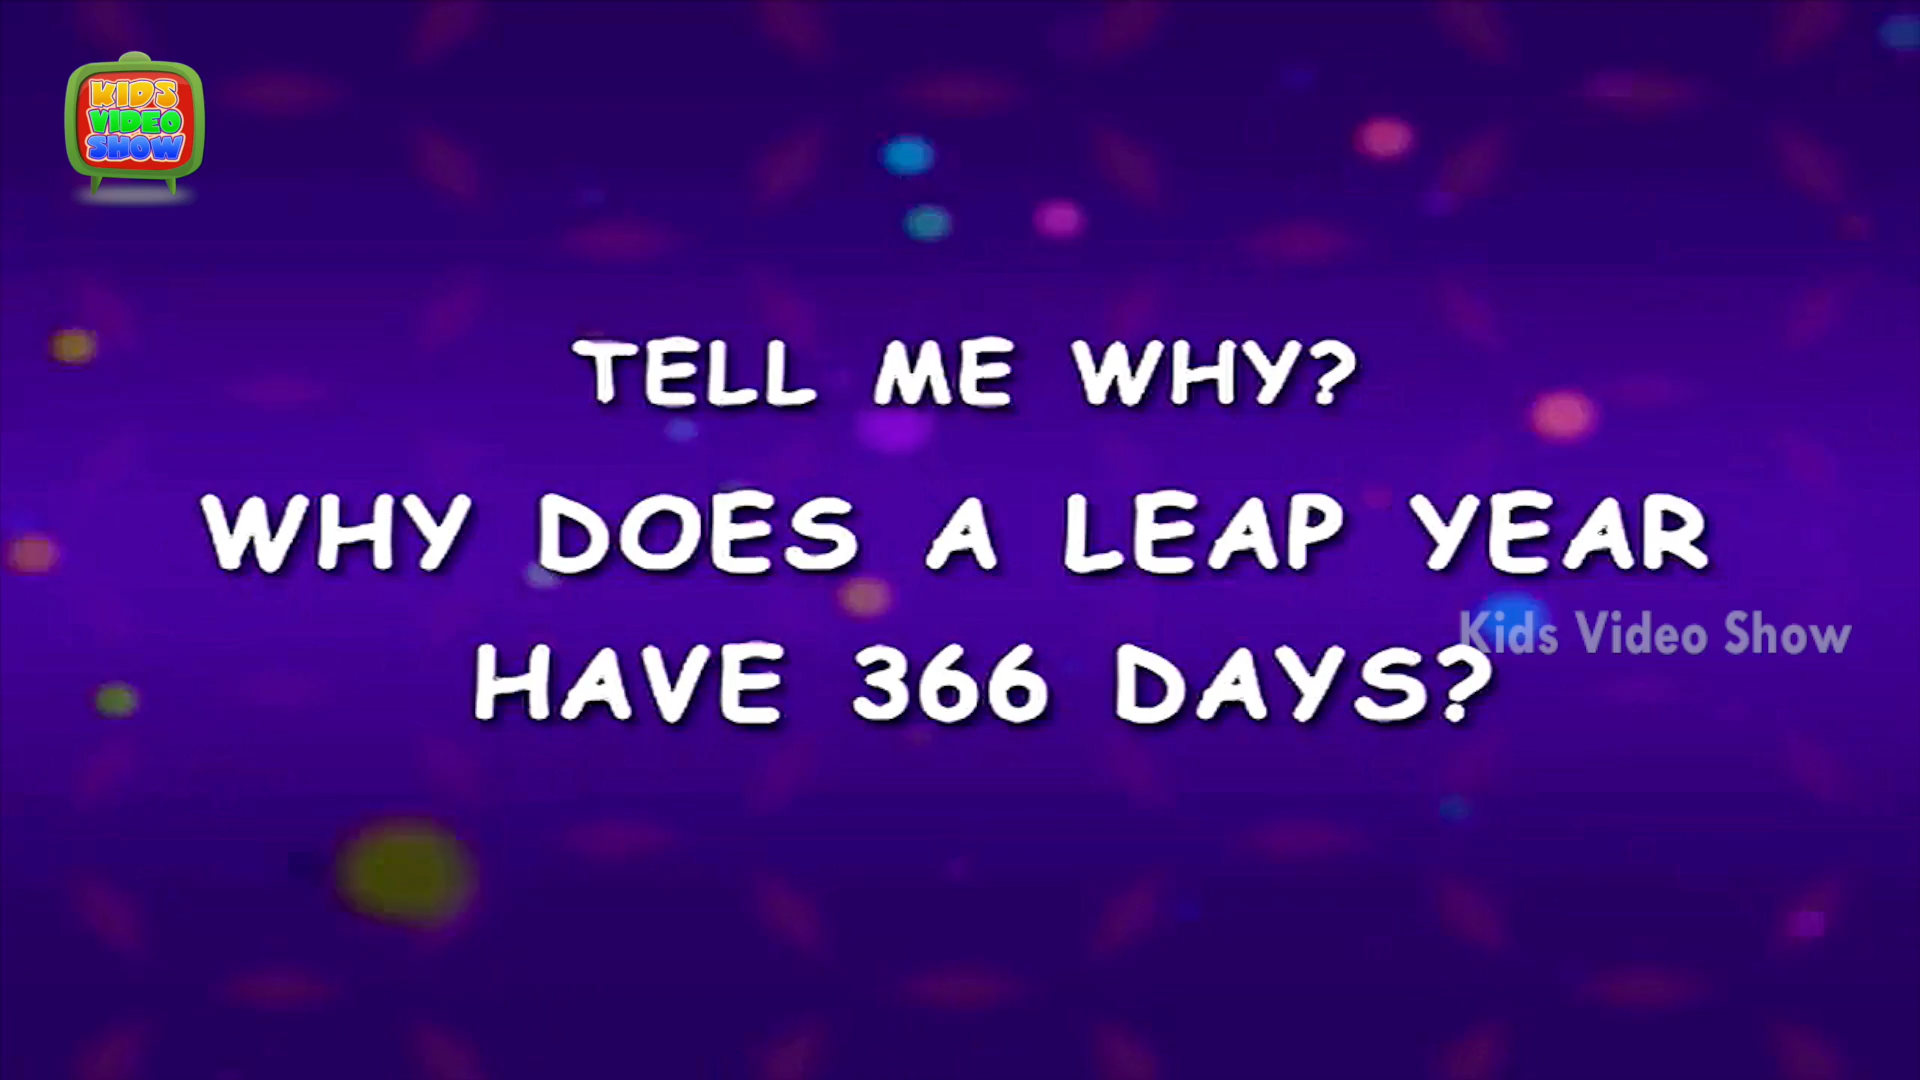 KIDS
VIDEO
SHOW
TELL ME WHY?
WHY DOES A LEAP YEAR
Kids Video Show
HAVE 366 DAYS?